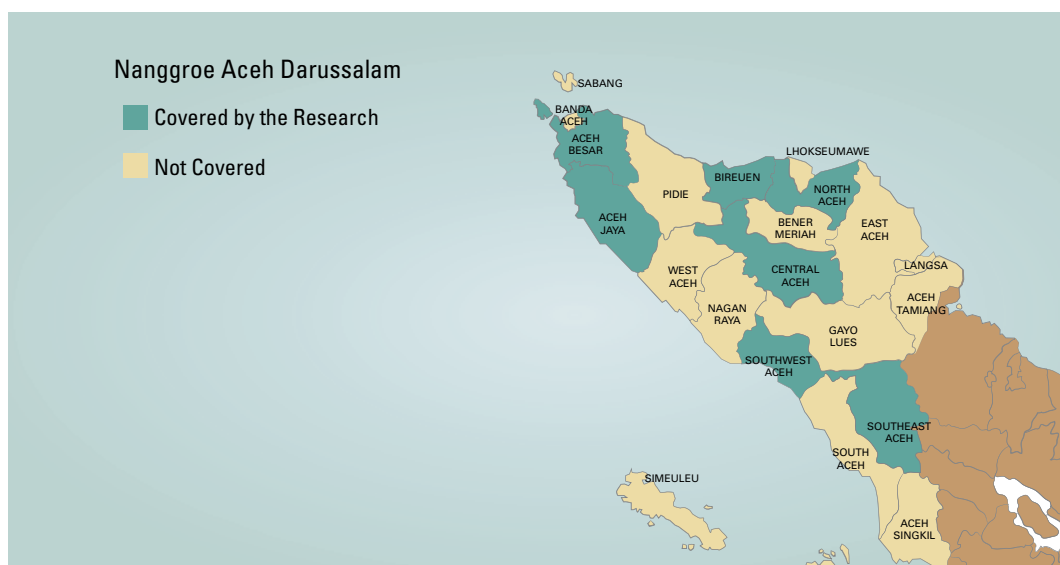 Nanggroe Aceh Darussalam
Covered by the Research
Not Covered
SABANG
BANDA
ACEH
ACEH
BESAR
LHOKSEUMAWE
BIREUEN
NORTH
ACEH
PIDIE
ACEH
JAYA
BENER
MERIAH
EAST
ACEH
WEST
ACEH
CENTRAL
ACEH
LANGSA
NAGAN
RAYA
ACEH
TAMIANG
GAYO
LUES
SOUTHWEST
ACEH
SOUTHEAST
ACEH
SOUTH
ACEH
SIMEULEU
ACEH
SINGKIL